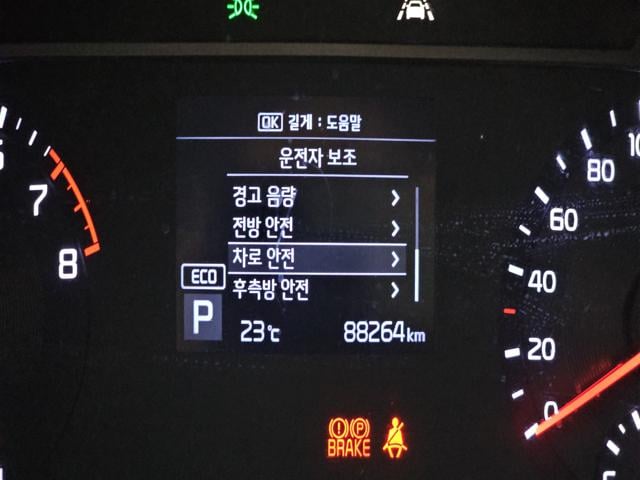 OK 길게 : 도움말
운전자 보조
경고 음량
전방 안전
차로 안전
후측방 안전
ECO
P
23℃ 88264 km
7
8
80
60
40
20
0
BRAKE